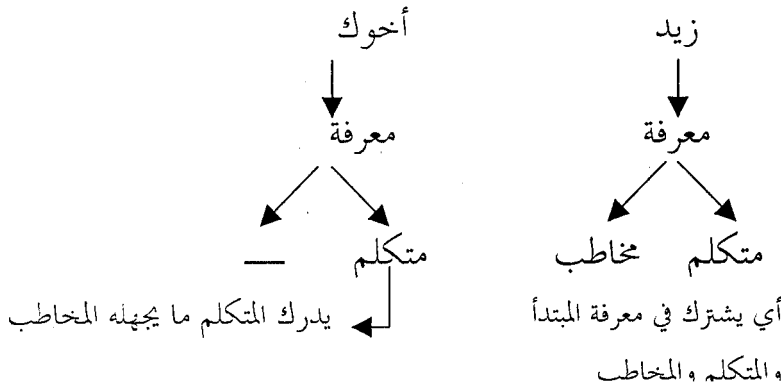 زيد أخوك
معرفة معرفة
متكلم مخاطب متكلم —
أي يشترك في معرفة المبتدأ يدرك المتكلم ما يجهله المخاطب
والمتكلم والمخاطب